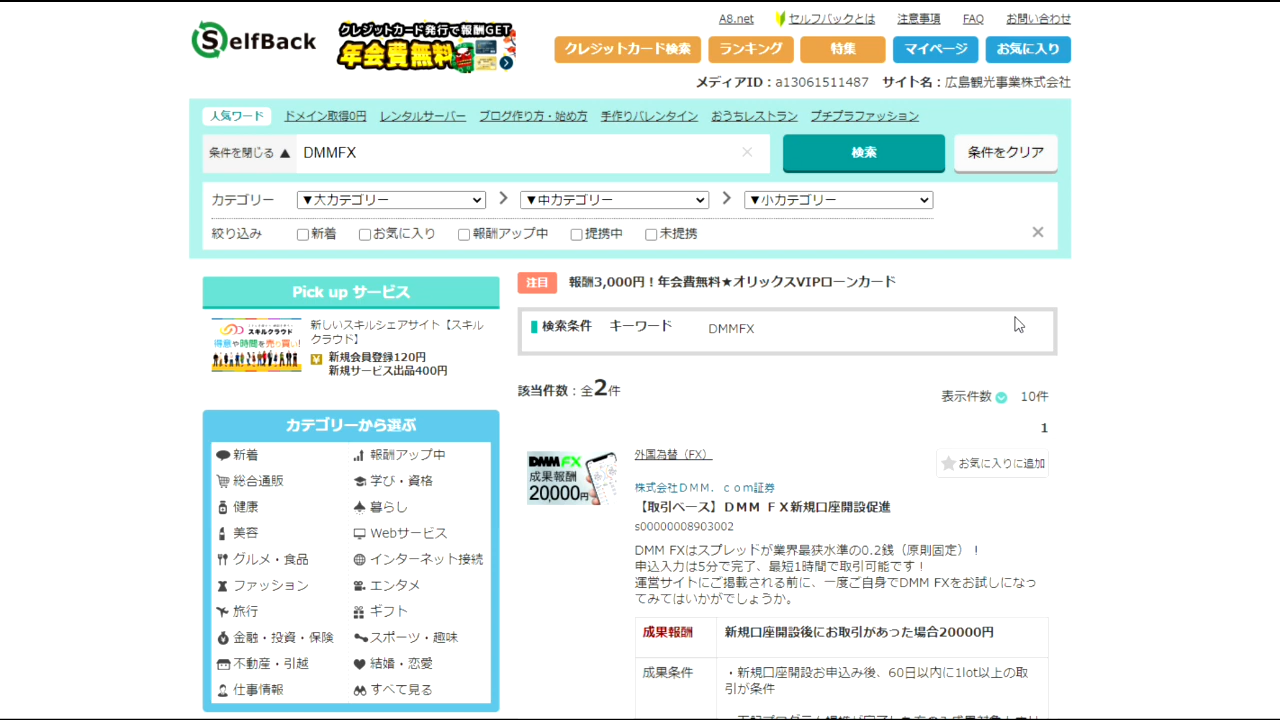 A8.net
セルフバックとは
注意事項
FAQ
お問い合わせ
SelfBack
クレジットカード発行で報酬GET
年会費無料
クレジットカード検索
ランキング
特集
マイページ
お気に入り
メディアID：a13061511487 サイト名：広島観光事業株式会社
人気ワード
ドメイン取得0円
レンタルサーバー
ブログ作り方・始め方
手作りバレンタイン
おうちレストラン
プチプラファッション
条件を閉じる ▲
DMMFX
検索
条件をクリア
カテゴリー
▼大カテゴリー
▼中カテゴリー
▼小カテゴリー
絞り込み
新着
お気に入り
報酬アップ中
提携中
未提携
Pick up サービス
スキルクラウド
得意や時間を売り買い!
新しいスキルシェアサイト【スキル
クラウド】
新規会員登録120円
新規サービス出品400円
カテゴリーから選ぶ
新着
報酬アップ中
総合通販
学び・資格
健康
暮らし
美容
Webサービス
グルメ・食品
インターネット接続
ファッション
エンタメ
旅行
ギフト
金融・投資・保険
スポーツ・趣味
不動産・引越
結婚・恋愛
仕事情報
すべて見る
注目
報酬3,000円！年会費無料★オリックスVIPローンカード
検索条件 キーワード DMMFX
該当件数：全2件
表示件数
10件
1
DMM FX
成果報酬
20,000円
外国為替（FX）
お気に入りに追加
株式会社ＤＭＭ．ｃｏｍ証券
【取引ベース】ＤＭＭ ＦＸ新規口座開設促進
s00000008903002
DMM FXはスプレッドが業界最狭水準の0.2銭（原則固定）！
申込入力は5分で完了、最短1時間で取引可能です！
運営サイトにご掲載される前に、一度ご自身でDMM FXをお試しになっ
てみてはいかがでしょうか。
成果報酬
新規口座開設後にお取引があった場合20000円
成果条件
・新規口座開設お申込み後、60日以内に1lot以上の取
引が条件